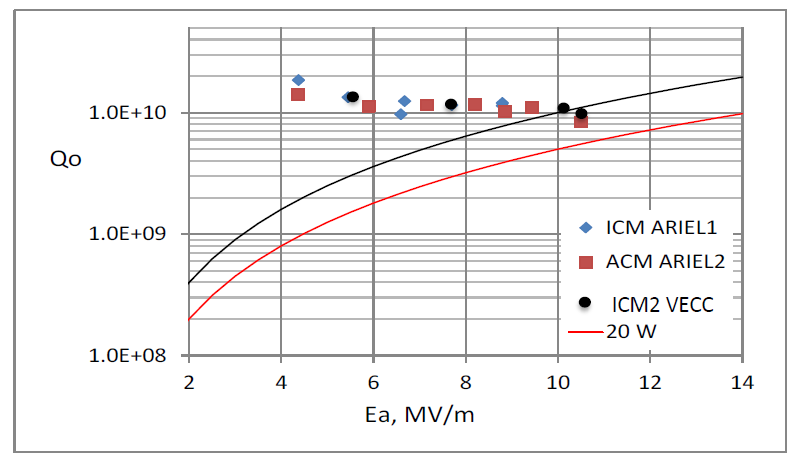 1.0E+10
Qo
1.0E+09
1.0E+08
ICM ARIEL1
ACM ARIEL2
ICM2 VECC
20 W
2 4 6 8 10 12 14
Ea, MV/m